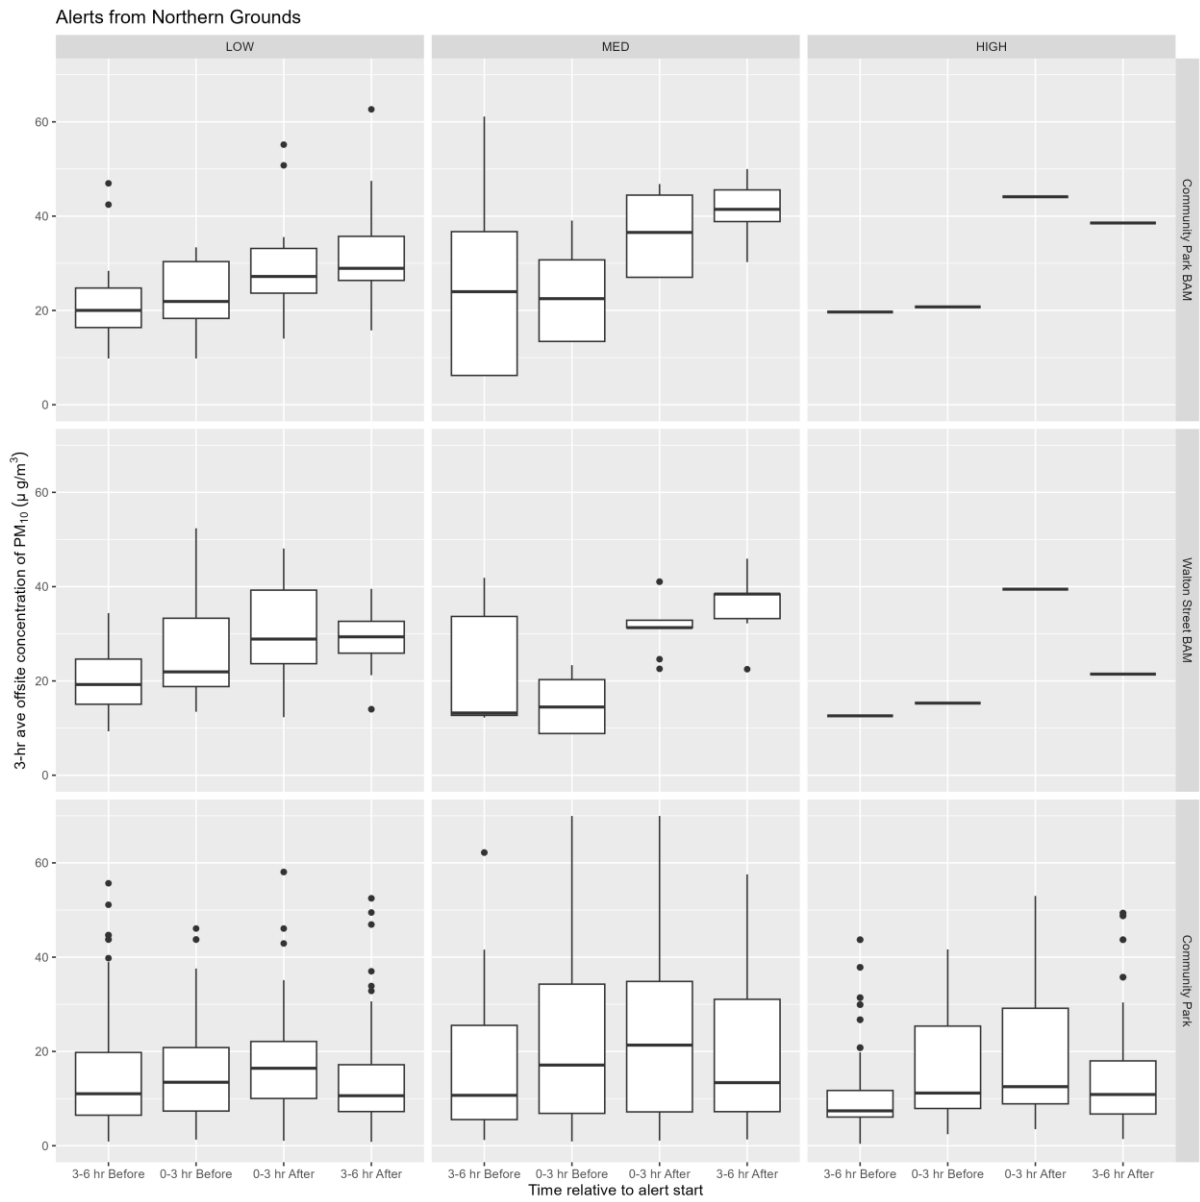 Alerts from Northern Grounds
LOW MED HIGH
60
40
20
0
Community Park BAM
60
40
20
0
Walton Street BAM
60
40
20
0
Community Park
3-hr ave offsite concentration of PM10 (μ g/m3)
3-6 hr Before 0-3 hr Before 0-3 hr After 3-6 hr After 3-6 hr Before 0-3 hr Before 0-3 hr After 3-6 hr After 3-6 hr Before 0-3 hr Before 0-3 hr After 3-6 hr After
Time relative to alert start